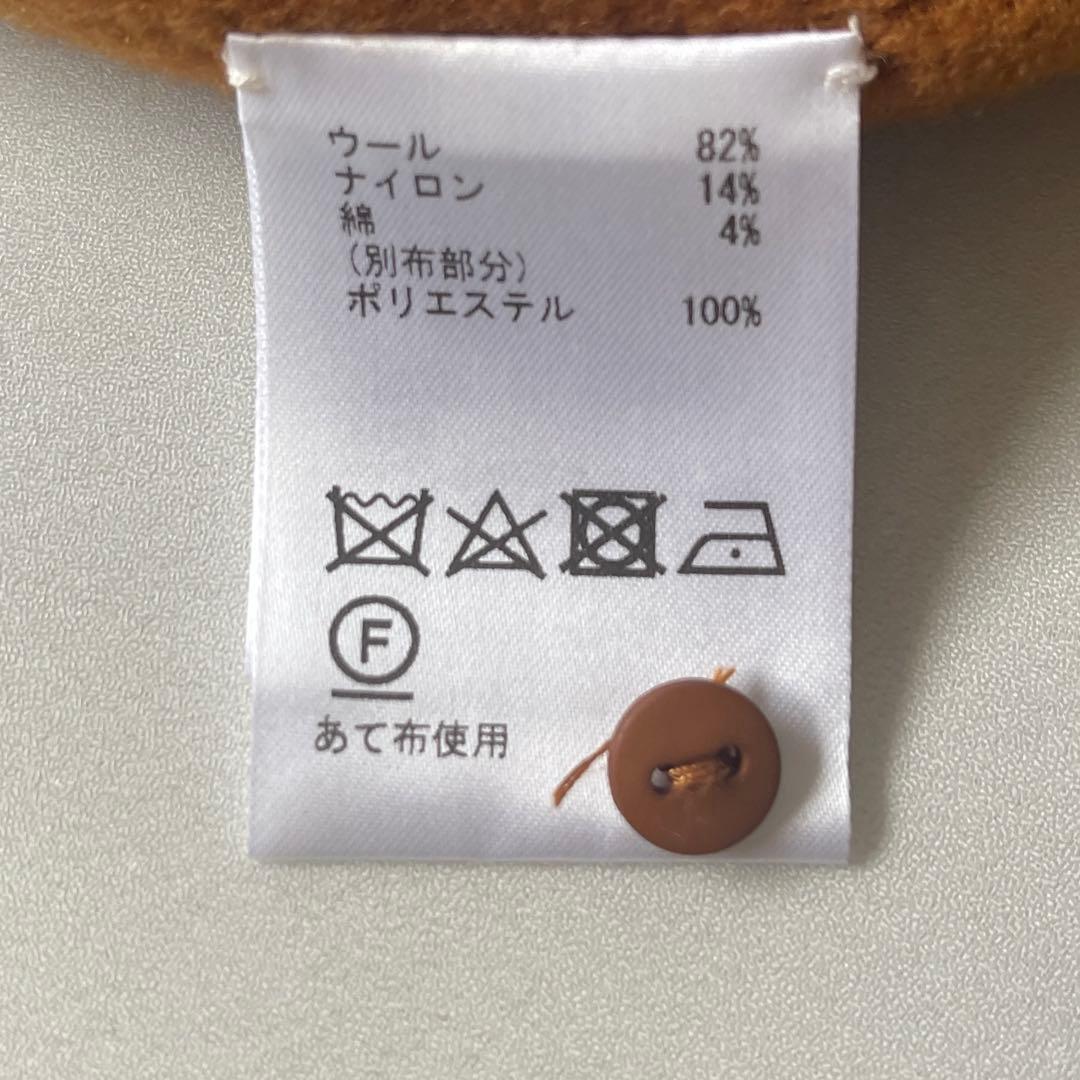 ウール 82%
ナイロン 14%
綿 4%
(別布部分)
ポリエステル 100%
F
あて布使用